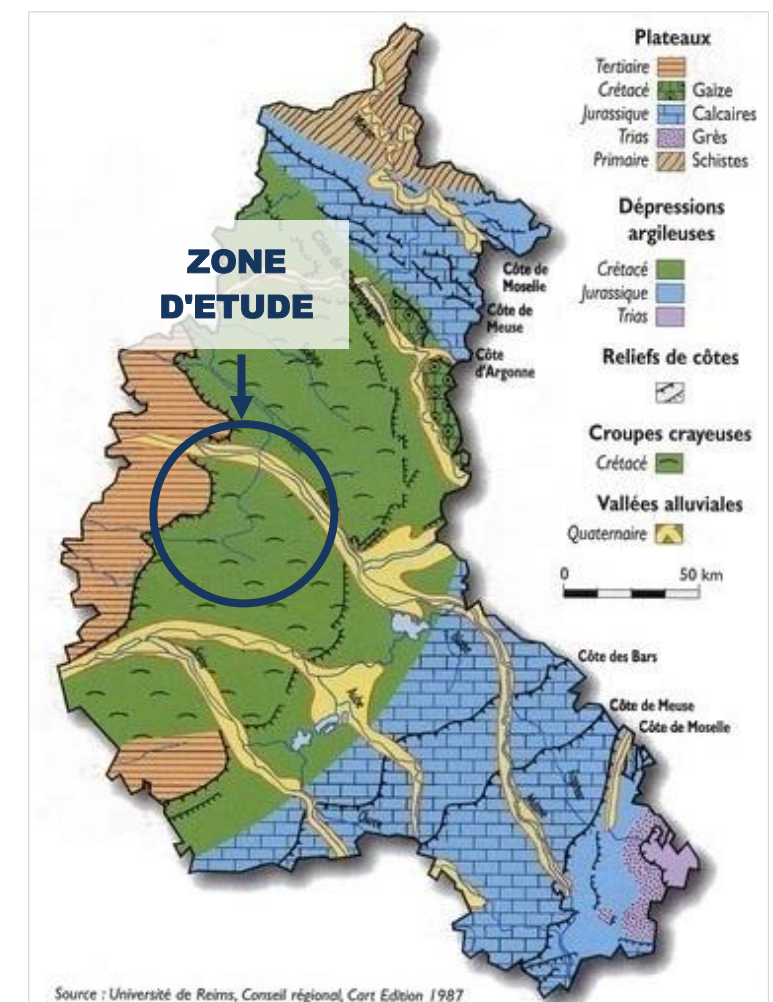 Plateaux
Tertiaire
Crétacé Gaize
Jurassique Calcaires
Trias Grès
Primaire Schistes
Dépressions
argileuses
Crétacé
Jurassique
Trias
Reliefs de côtes
Croupes crayeuses
Crétacé
Vallées alluviales
Quaternaire
0 50 km
ZONE
D'ETUDE
Côte de
Moselle
Côte de
Meuse
Côte
d'Argonne
Côte des Bars
Côte de Meuse
Côte de Moselle
Aube
Source : Université de Reims, Conseil régional, Cart Edition 1987